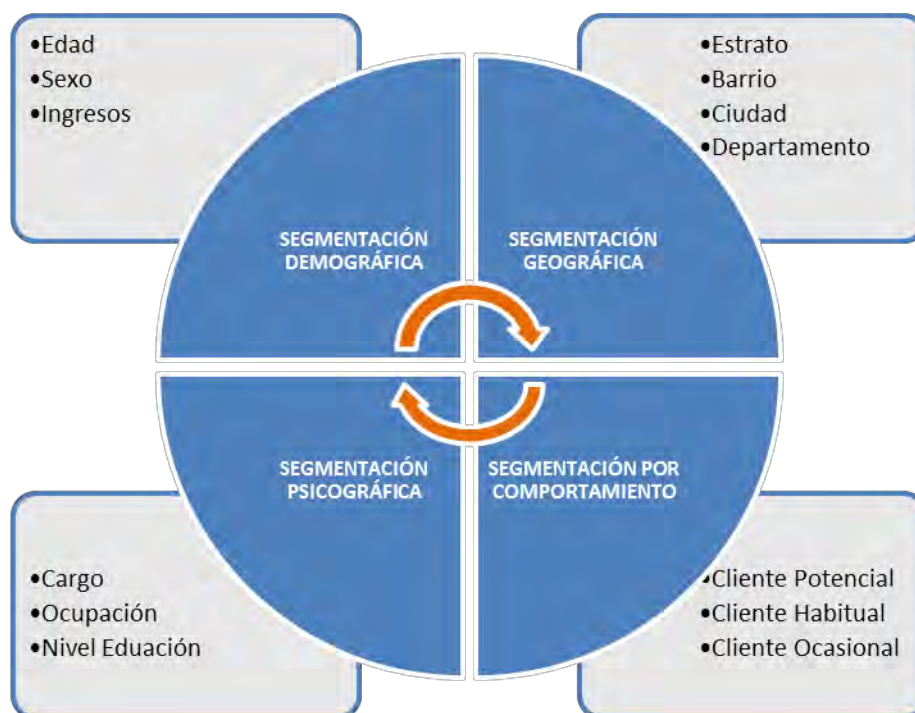 •Edad
•Sexo
•Ingresos
•Estrato
•Barrio
•Ciudad
•Departamento
SEGMENTACIÓN
DEMOGRÁFICA
SEGMENTACIÓN
GEOGRÁFICA
SEGMENTACIÓN
PSICOGRÁFICA
SEGMENTACIÓN POR
COMPORTAMIENTO
•Cargo
•Ocupación
•Nivel Eduación
•Cliente Potencial
•Cliente Habitual
•Cliente Ocasional